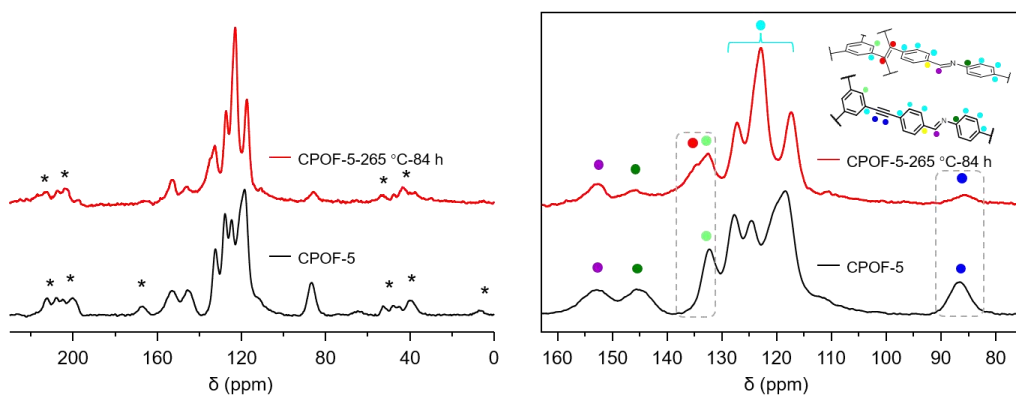 * * CPOF-5-265 °C-84 h * *
* * * CPOF-5 * * *
220 160 120 80 40 0
δ (ppm)
N
N
CPOF-5-265 °C-84 h
CPOF-5
160 150 140 130 120 110 100 90 80
δ (ppm)